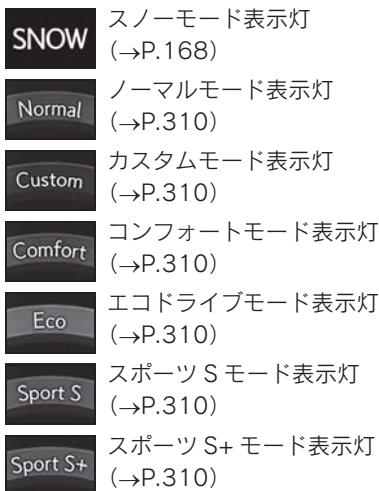 SNOW
スノーモード表示灯
（→P.168）
Normal
ノーマルモード表示灯
（→P.310）
Custom
カスタムモード表示灯
（→P.310）
Comfort
コンフォートモード表示灯
（→P.310）
Eco
エコドライブモード表示灯
（→P.310）
Sport S
スポーツ S モード表示灯
（→P.310）
Sport S+
スポーツ S+ モード表示灯
（→P.310）